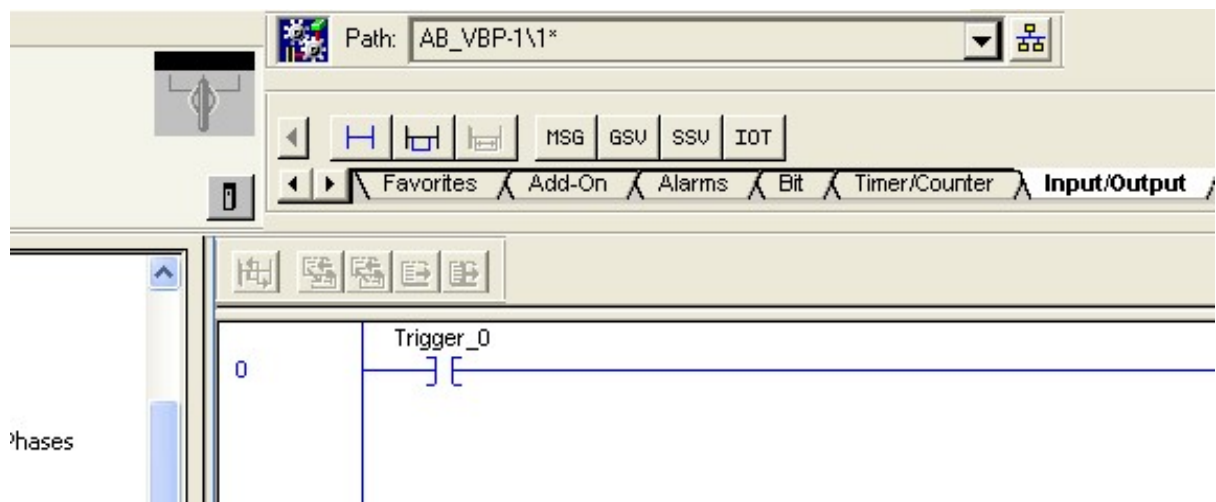 Path: AB_VBP-1\1*
MSG GSV SSV IOT
Favorites Add-On Alarms Bit Timer/Counter Input/Output
Trigger_0
0
Phases